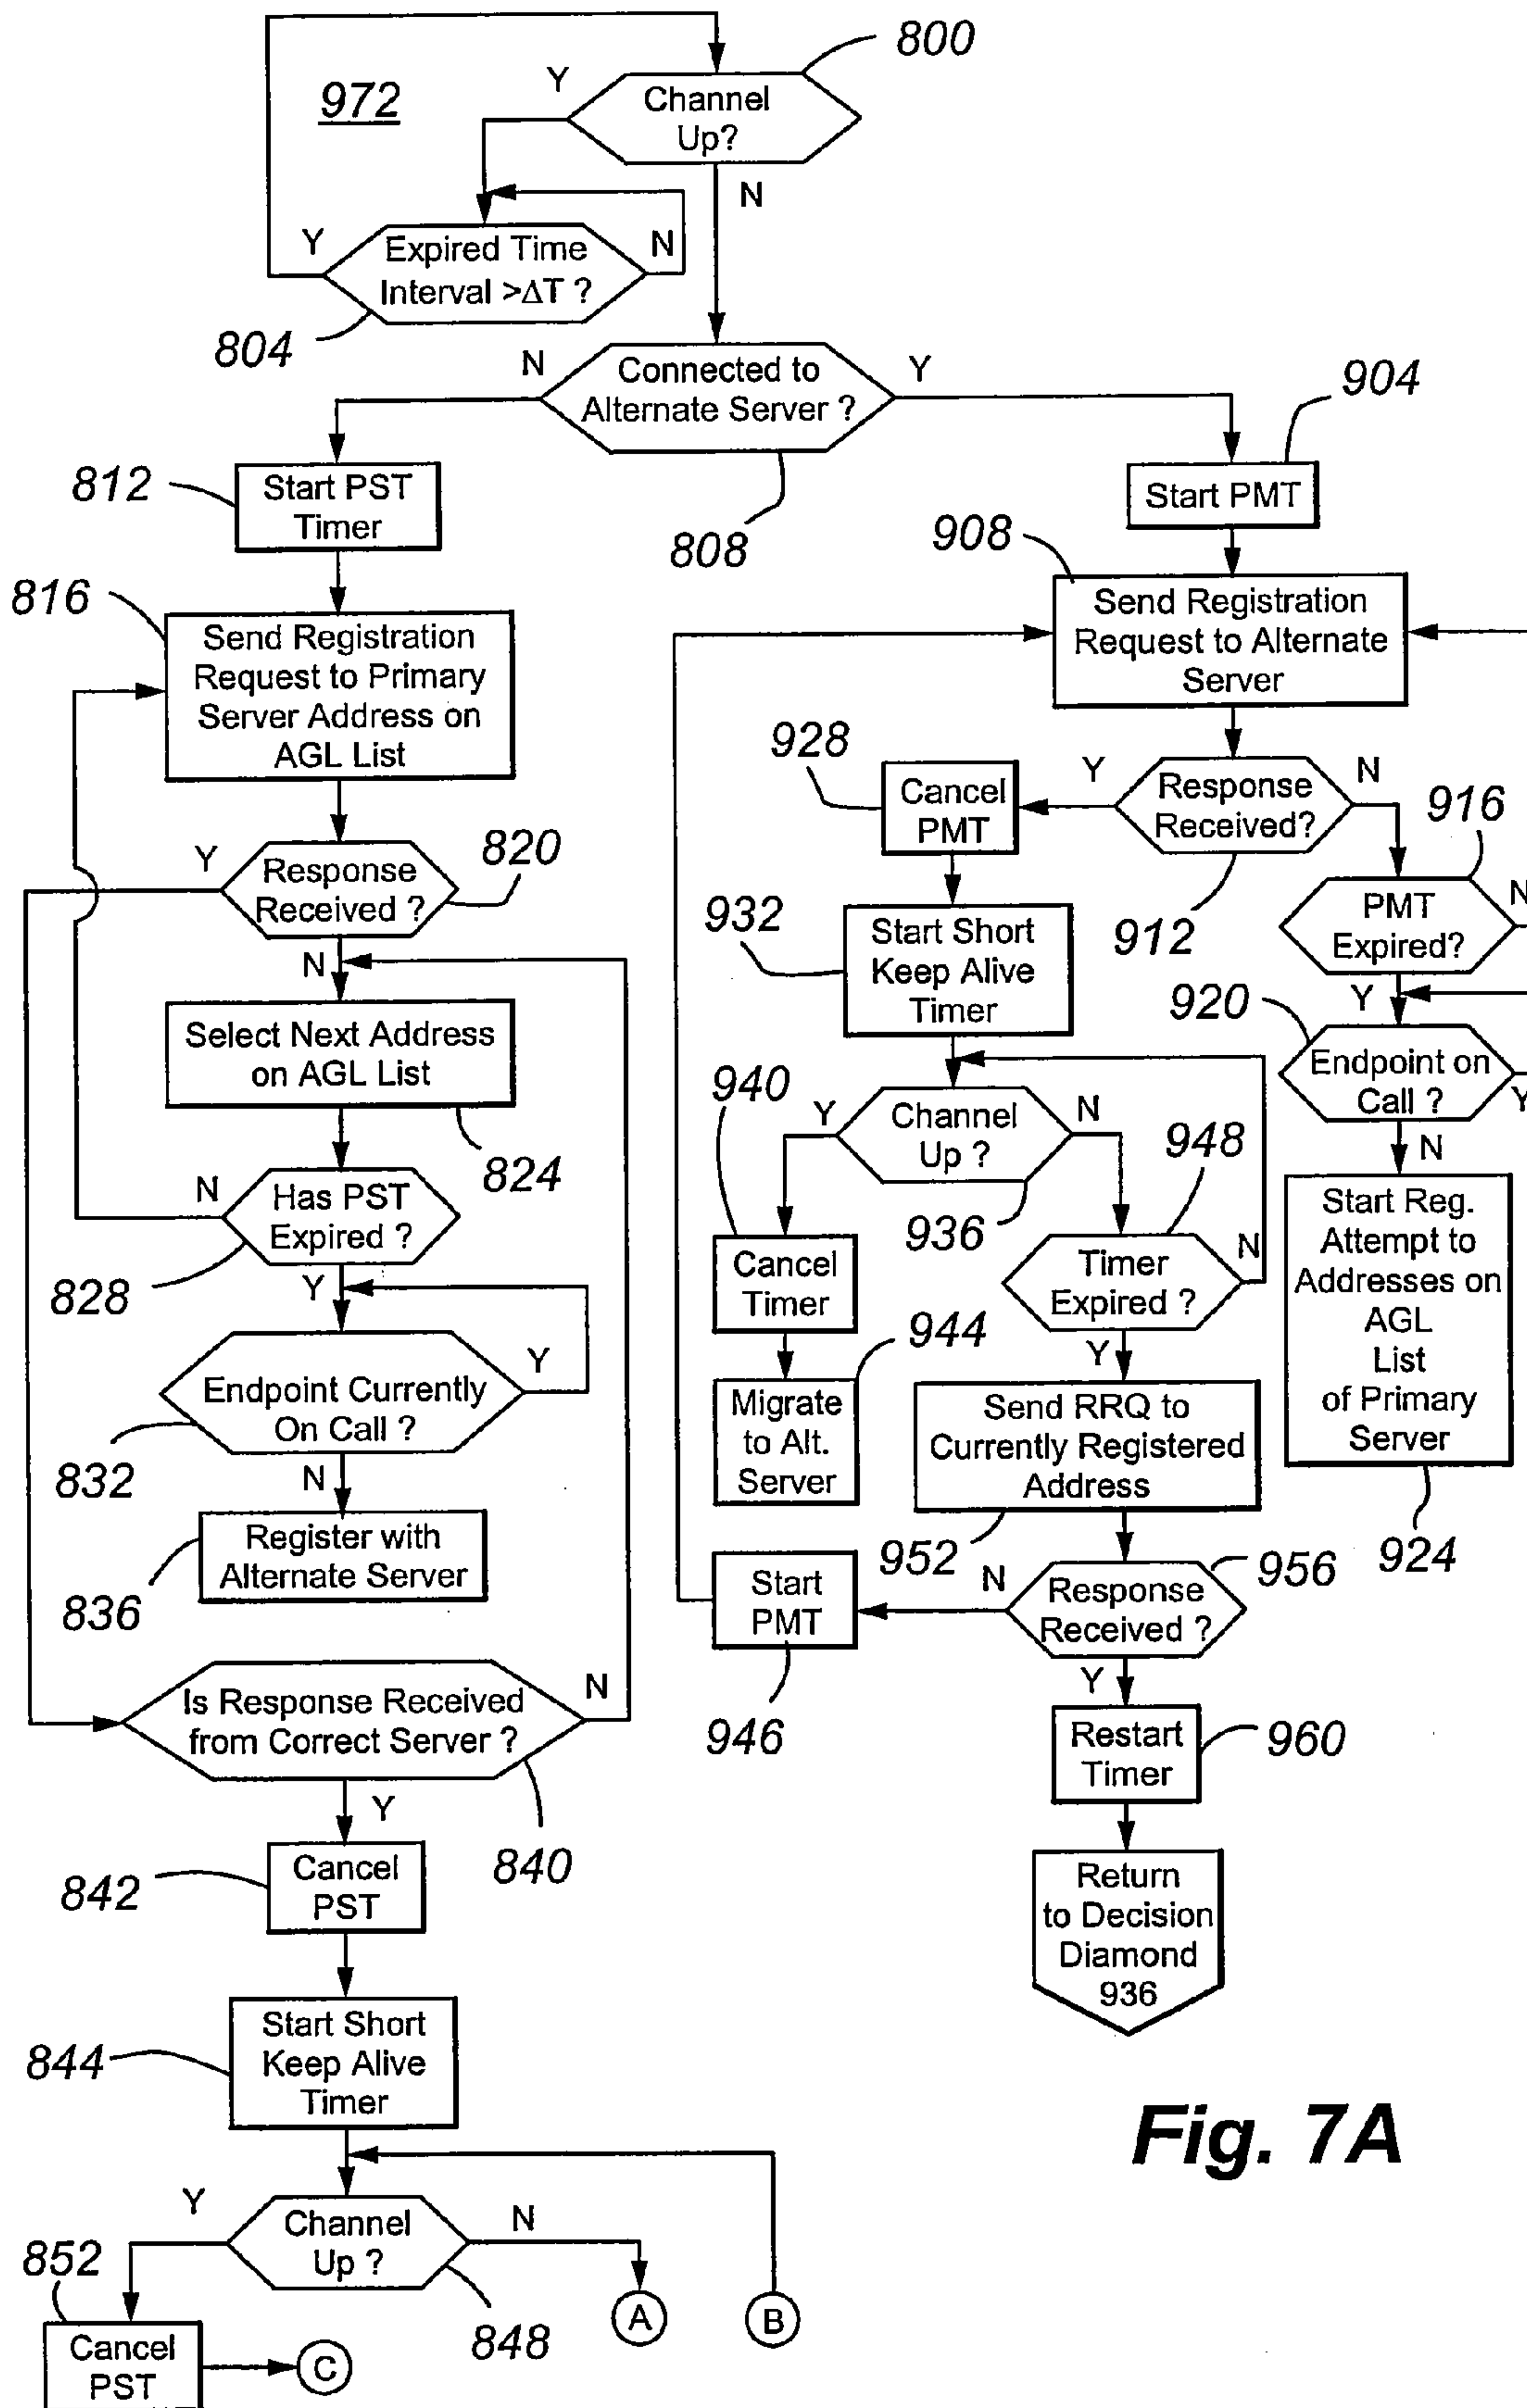 972
800
Y
Channel
Up?
N
Y
Expired Time
Interval >ΔT ?
N
804
N
Connected to
Alternate Server ?
Y
808
812
Start PST
Timer
904
Start PMT
816
Send Registration
Request to Primary
Server Address on
AGL List
908
Send Registration
Request to Alternate
Server
Y
Response
Received ?
820
N
928
Cancel
PMT
Y
Response
Received?
N
912
916
PMT
Expired?
N
Y
Select Next Address
on AGL List
824
932
Start Short
Keep Alive
Timer
920
Endpoint on
Call ?
Y
N
N
Has PST
Expired ?
828
Y
940
Y
Channel
Up ?
N
936
948
Cancel
Timer
Timer
Expired ?
N
Y
Start Reg.
Attempt to
Addresses on
AGL
List
of Primary
Server
924
Endpoint Currently
On Call ?
Y
832
N
944
Migrate
to Alt.
Server
Send RRQ to
Currently Registered
Address
952
Register with
Alternate Server
836
Start
PMT
946
N
Response
Received ?
956
Y
Is Response Received
from Correct Server ?
N
840
Y
Restart
Timer
960
842
Cancel
PST
Return
to Decision
Diamond
936
844
Start Short
Keep Alive
Timer
Y
Channel
Up ?
N
848
852
Cancel
PST
A
B
C
Fig. 7A